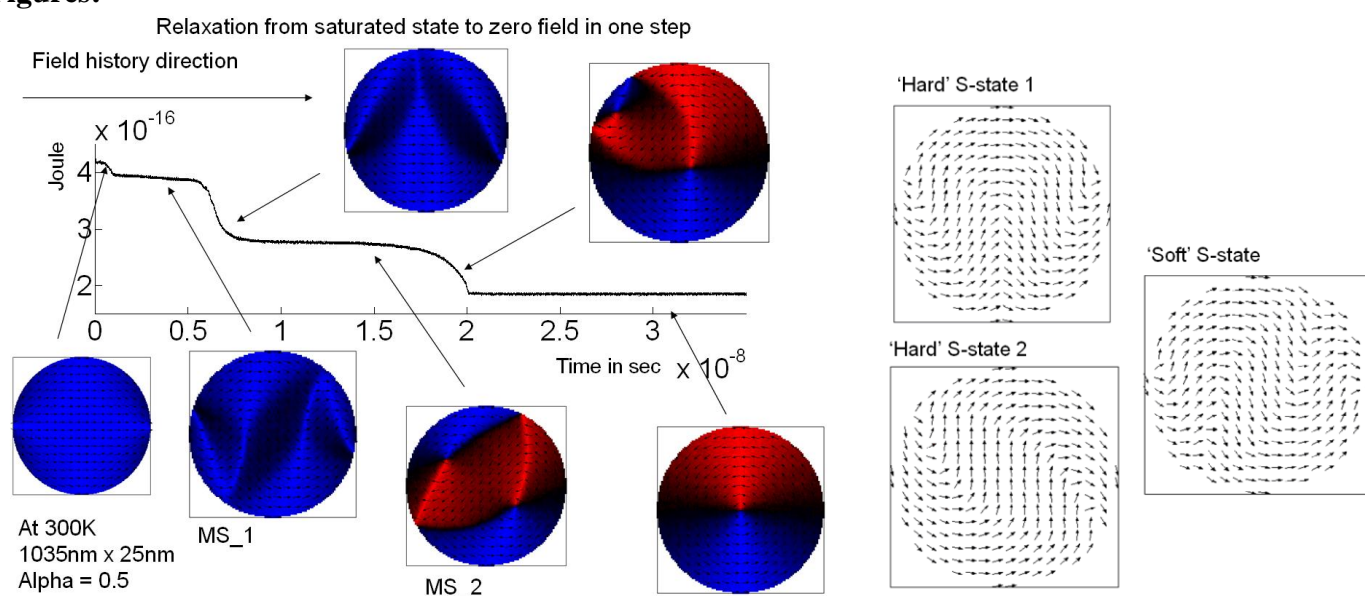 Figures:
Relaxation from saturated state to zero field in one step
Field history direction
x 10^-16
Joule
4
3
2
0 0.5 1 1.5 2 2.5 3
Time in sec x 10^-8
At 300K
1035nm x 25nm
Alpha = 0.5
MS_1
MS_2
'Hard' S-state 1
'Soft' S-state
'Hard' S-state 2